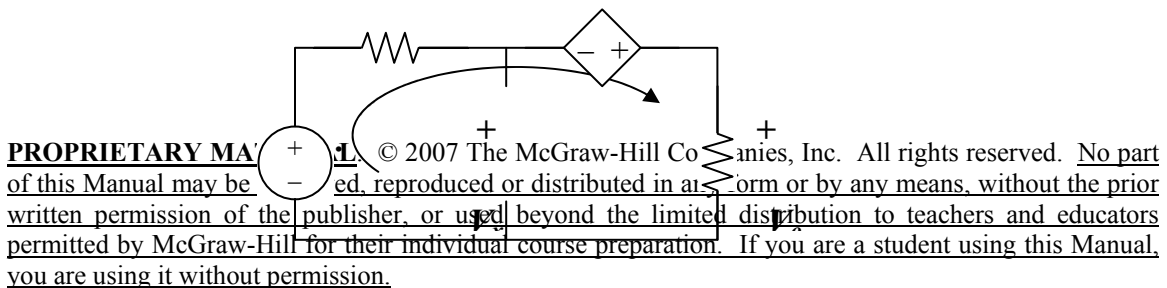 − +
+ +
+
−
PROPRIETARY MA L. © 2007 The McGraw-Hill Co anies, Inc. All rights reserved. No part
of this Manual may be ed, reproduced or distributed in any form or by any means, without the prior
written permission of the publisher, or used beyond the limited distribution to teachers and educators
permitted by McGraw-Hill for their individual course preparation. If you are a student using this Manual,
you are using it without permission.